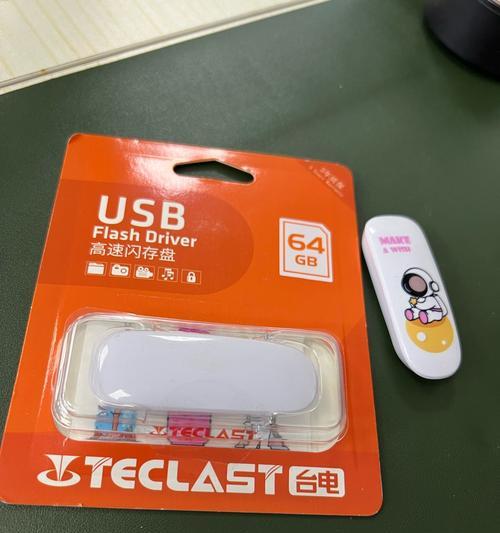 USB
Flash Driver
高速闪存盘
64
GB
MAKE
A WISH
TECLAST
TECLAST 台电